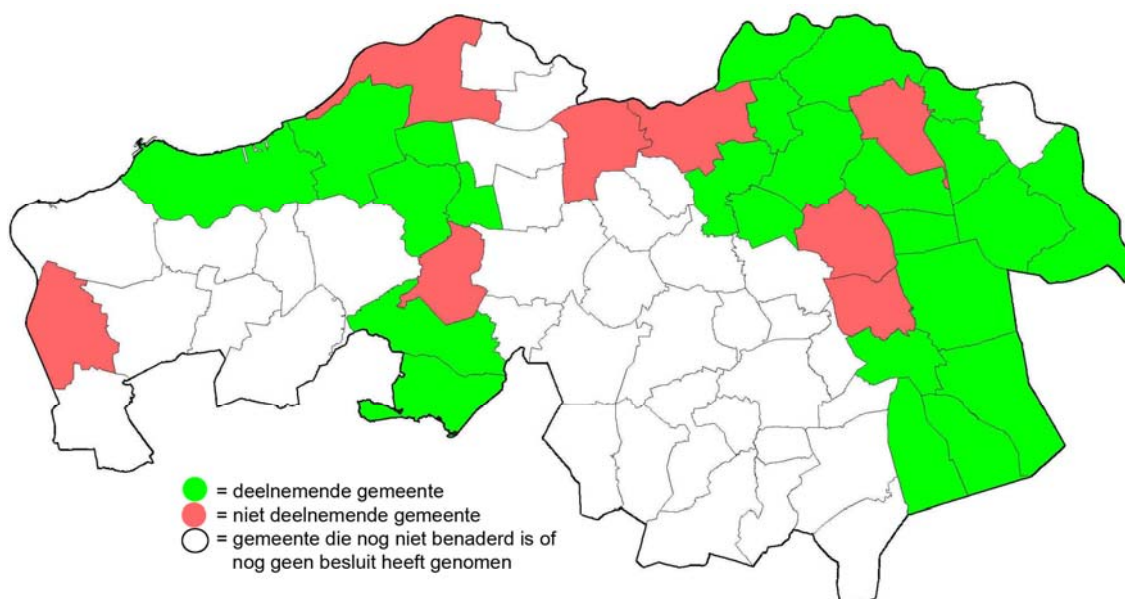 = deelnemende gemeente
= niet deelnemende gemeente
= gemeente die nog niet benaderd is of
nog geen besluit heeft genomen